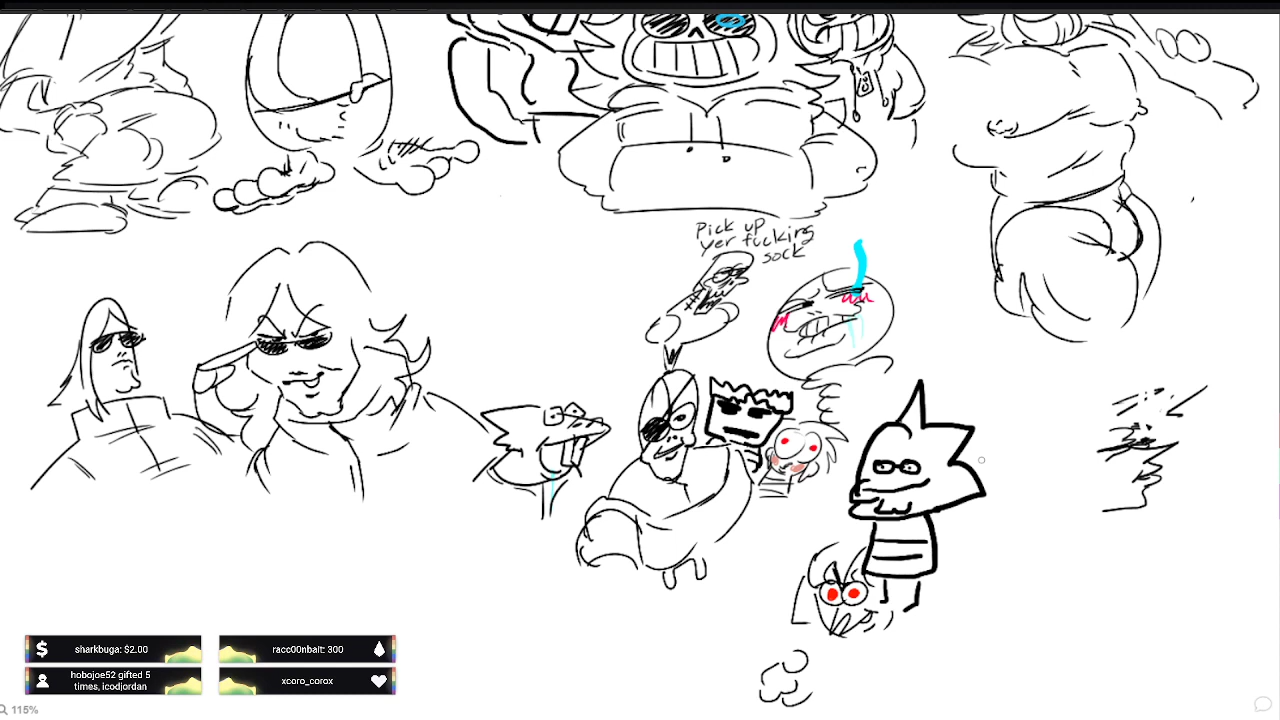 Pick up
yer fucking
sock
$ sharkbuga: $2.00
racc00nbait: 300
hobojoe52 gifted 5
times, icodjordan
xcoro_corox
115%